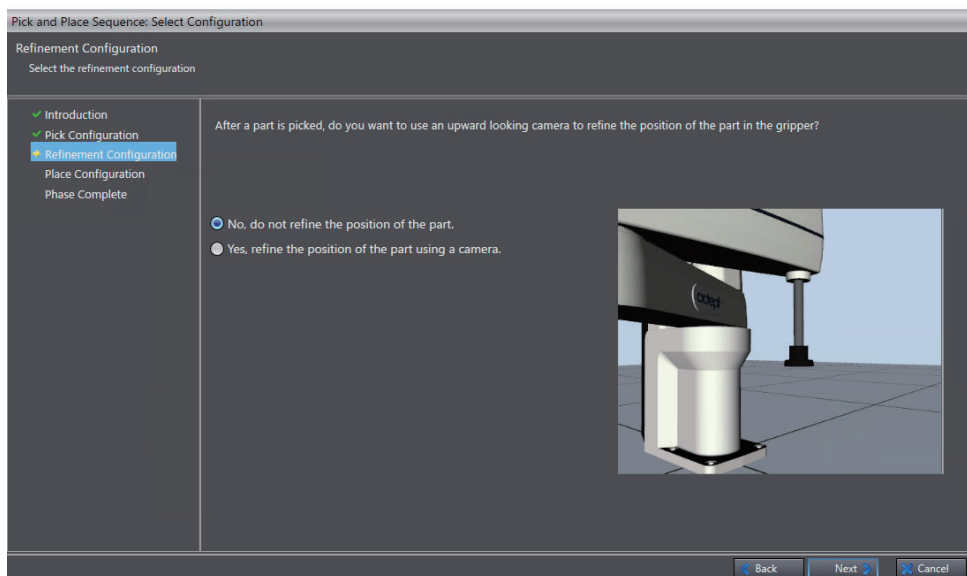 Pick and Place Sequence: Select Configuration
Refinement Configuration
Select the refinement configuration
Introduction
Pick Configuration
Refinement Configuration
Place Configuration
Phase Complete
After a part is picked, do you want to use an upward looking camera to refine the position of the part in the gripper?
No, do not refine the position of the part.
Yes, refine the position of the part using a camera.
adept
Back
Next
Cancel